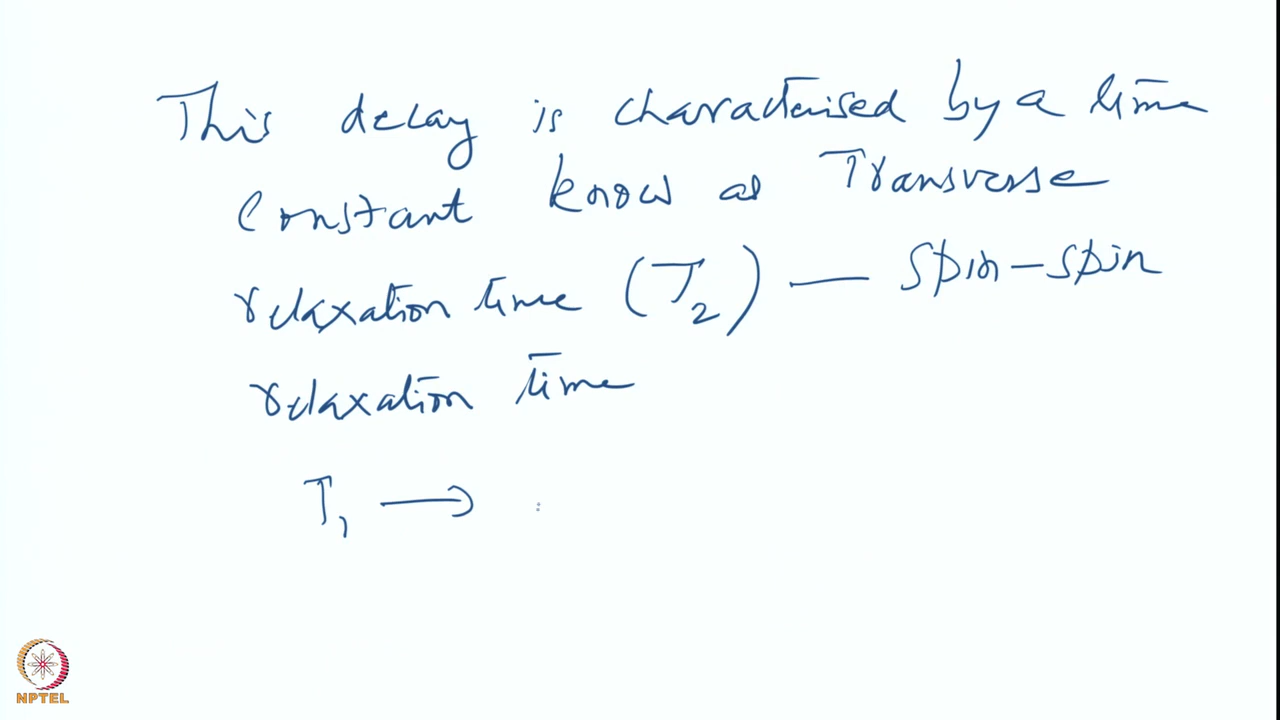 This delay is characterised by a time
Constant know as Transverse
relaxation time (T₂) — spin-spin
relaxation time
T₁ →
NPTEL